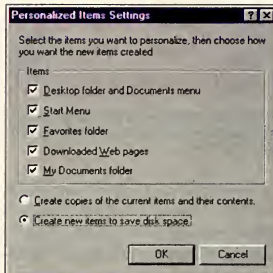 Personalized Items Settings
Select the items you want to personalize, then choose how
you want the new items created
Items
Desktop folder and Documents menu
Start Menu
Favorites folder
Downloaded Web pages
My Documents folder
Create copies of the current items and their contents.
Create new items to save disk space.
OK
Cancel